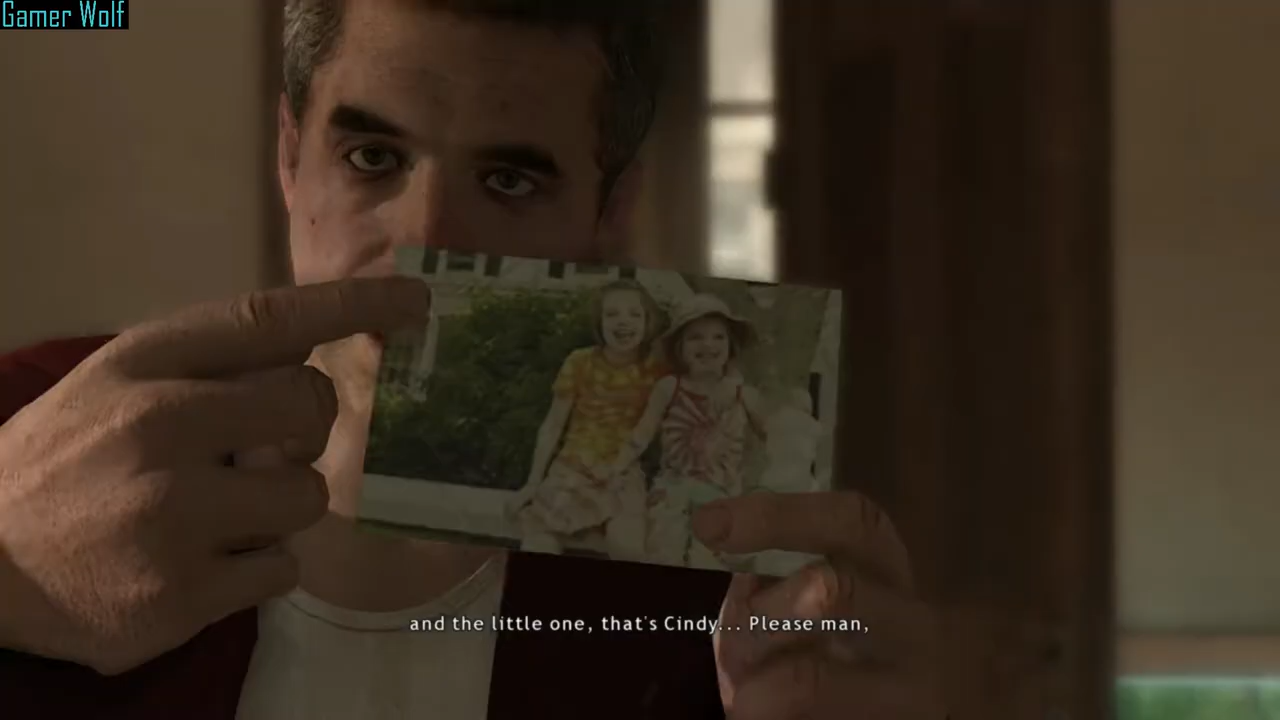 Gamer Wolf
and the little one, that's Cindy... Please man,